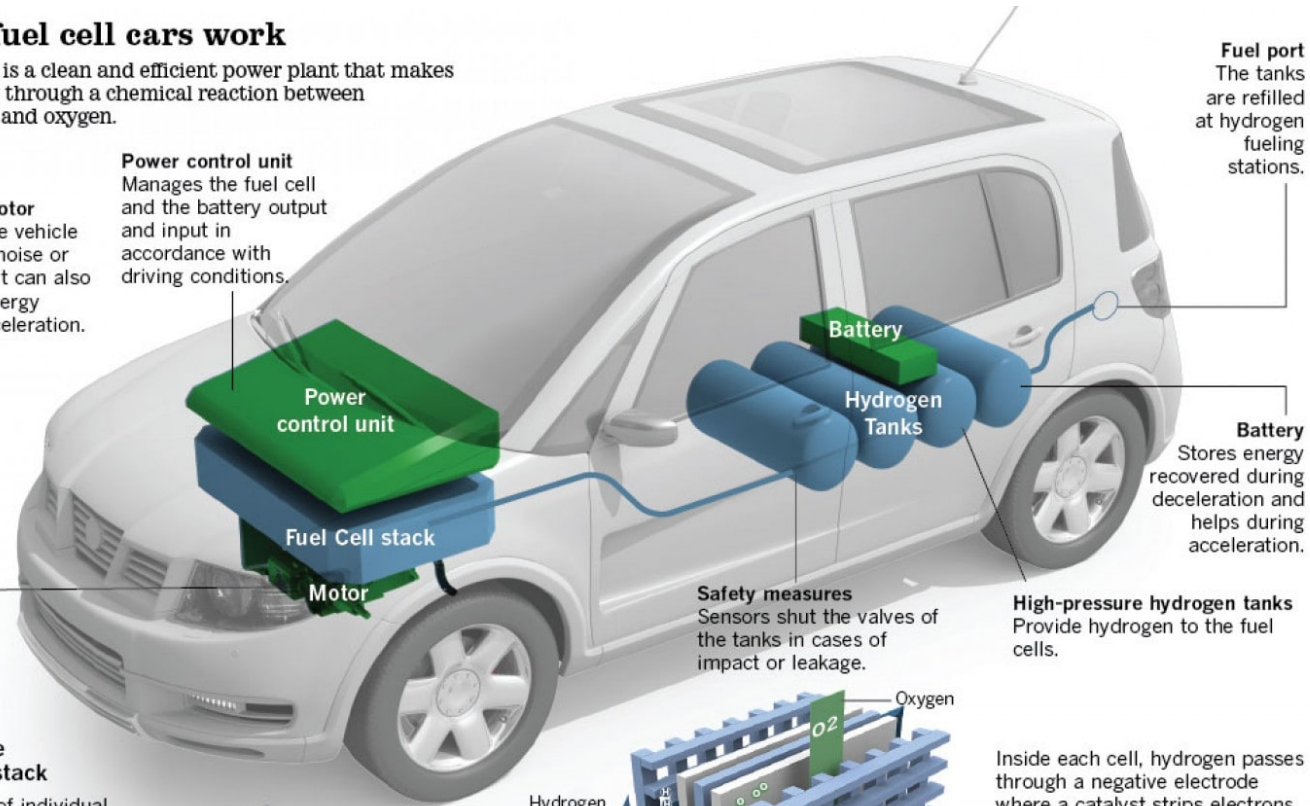 fuel cell cars work
is a clean and efficient power plant that makes
through a chemical reaction between
and oxygen.
Power control unit
Manages the fuel cell
and the battery output
and input in
accordance with
driving conditions.
otor
e vehicle
noise or
t can also
ergy
eleration.
Fuel port
The tanks
are refilled
at hydrogen
fueling
stations.
Power
control unit
Fuel Cell stack
Motor
Battery
Hydrogen
Tanks
Battery
Stores energy
recovered during
deceleration and
helps during
acceleration.
Safety measures
Sensors shut the valves of
the tanks in cases of
impact or leakage.
High-pressure hydrogen tanks
Provide hydrogen to the fuel
cells.
e
stack
of individual
Oxygen
O2
Hydrogen
Inside each cell, hydrogen passes
through a negative electrode
where a catalyst strips electrons